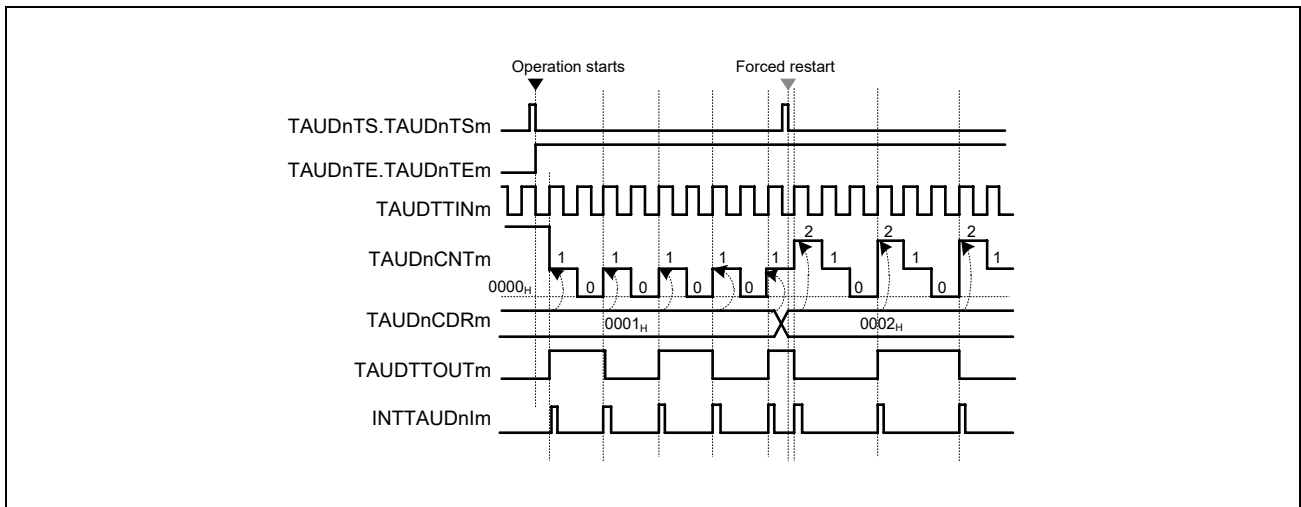 Operation starts Forced restart
TAUDnTS.TAUDnTSm
TAUDnTE.TAUDnTEm
TAUDTTINm
2 2 2
TAUDnCNTm 1 1 1 1 1 1 1 1
0000H 0 0 0 0 0 0
TAUDnCDRm 0001H 0002H
TAUDTTOUTm
INTTAUDnIm